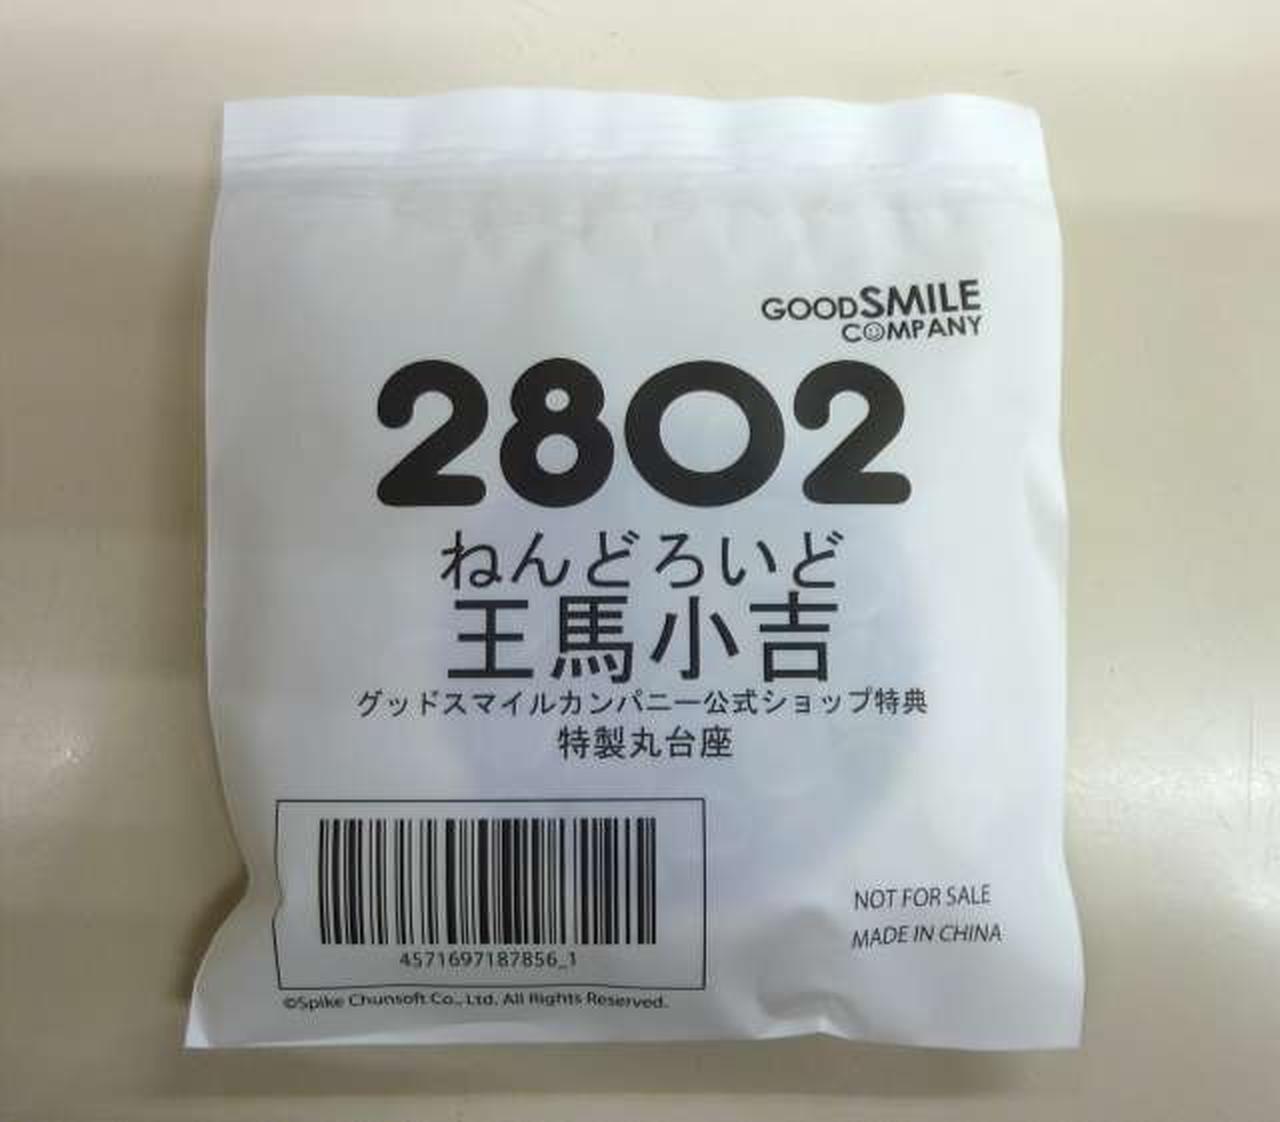 GOODSMILE
COMPANY
2802
ねんどろいど
王馬小吉
グッドスマイルカンパニー公式ショップ特典
特製丸台座
4571697187856_1
©Spike Chunsoft Co., Ltd. All Rights Reserved.
NOT FOR SALE
MADE IN CHINA